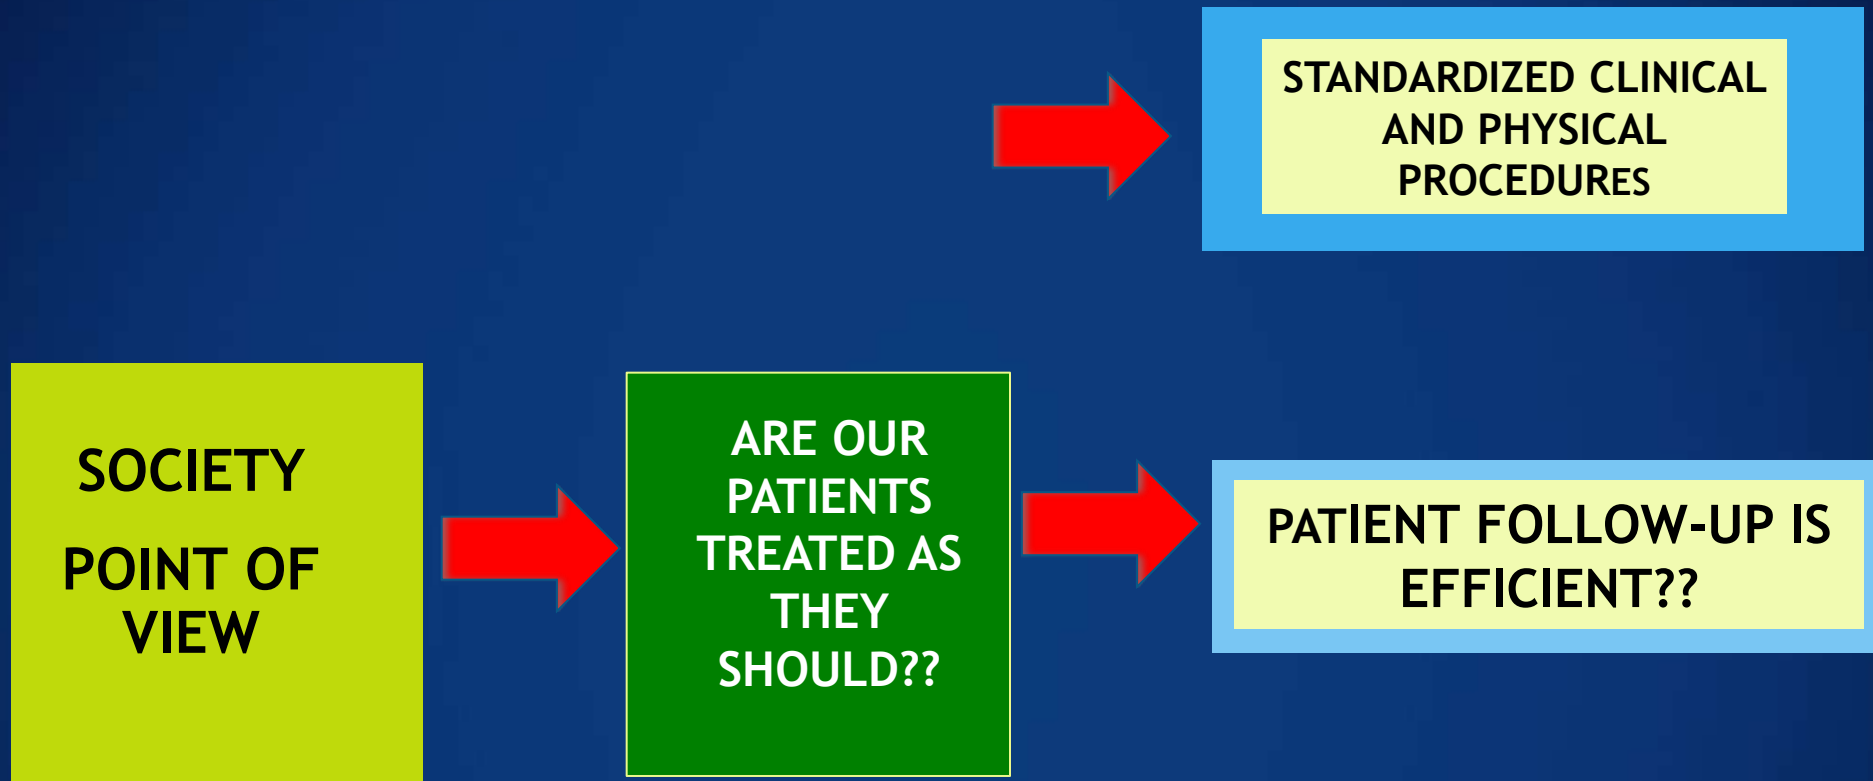 STANDARDIZED CLINICAL
AND PHYSICAL
PROCEDURES
SOCIETY
POINT OF
VIEW
ARE OUR
PATIENTS
TREATED AS
THEY
SHOULD??
PATIENT FOLLOW-UP IS
EFFICIENT??